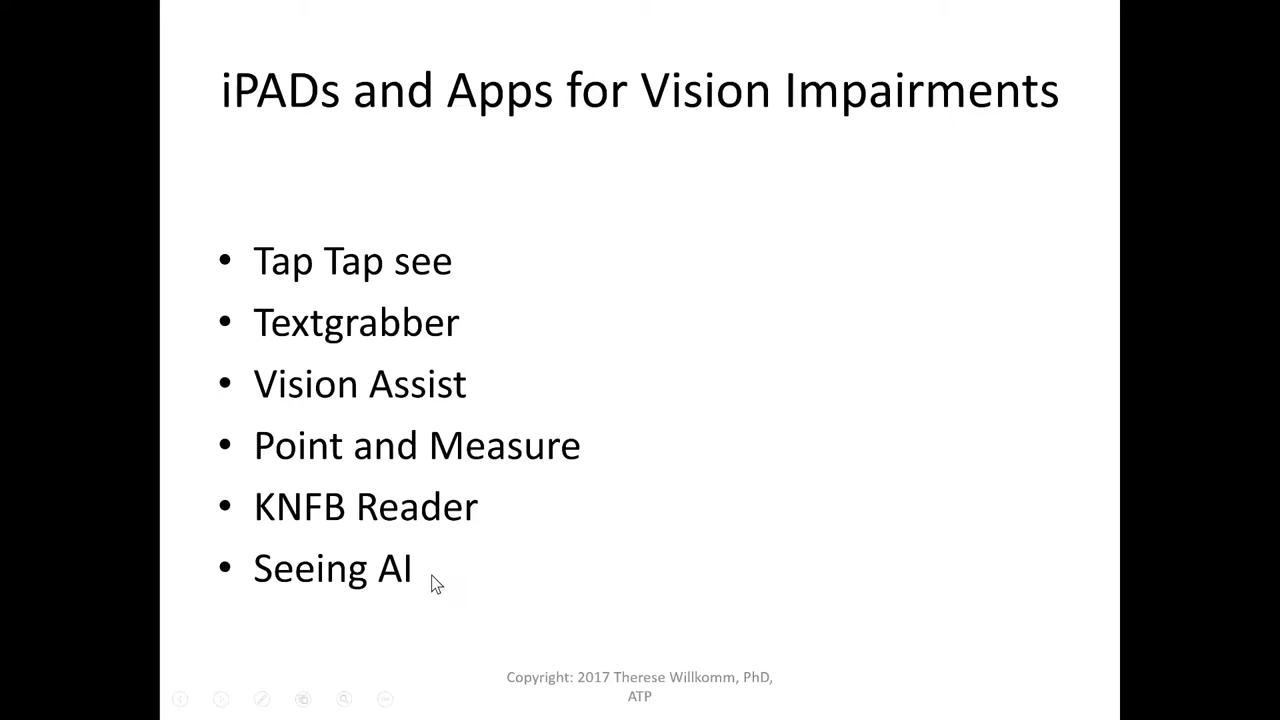 iPADs and Apps for Vision Impairments
• Tap Tap see
• Textgrabber
• Vision Assist
• Point and Measure
• KNFB Reader
• Seeing AI
Copyright: 2017 Therese Willkomm, PhD,
ATP